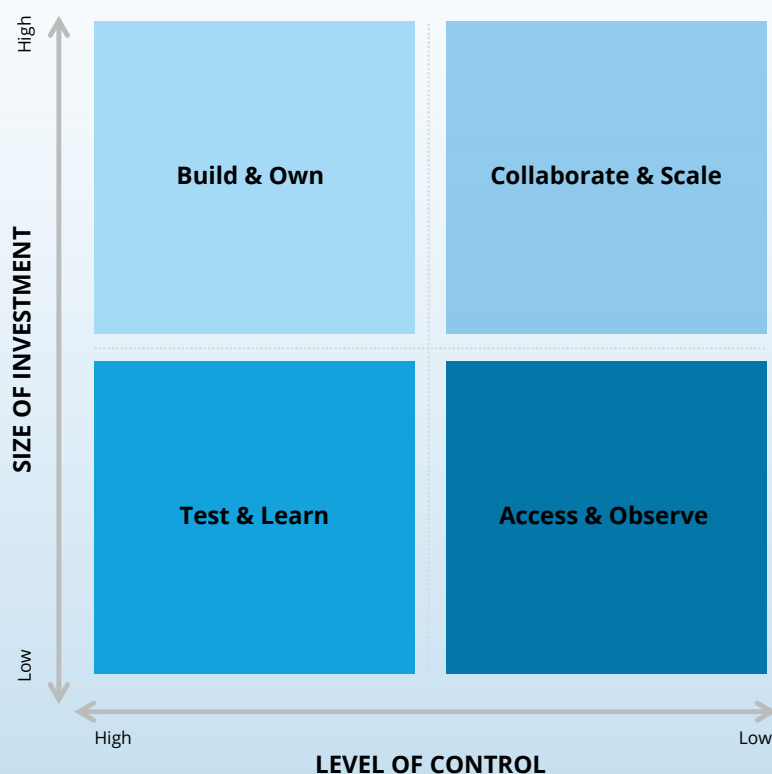 High
Build & Own
Collaborate & Scale
SIZE OF INVESTMENT
Test & Learn
Access & Observe
Low
High
Low
LEVEL OF CONTROL